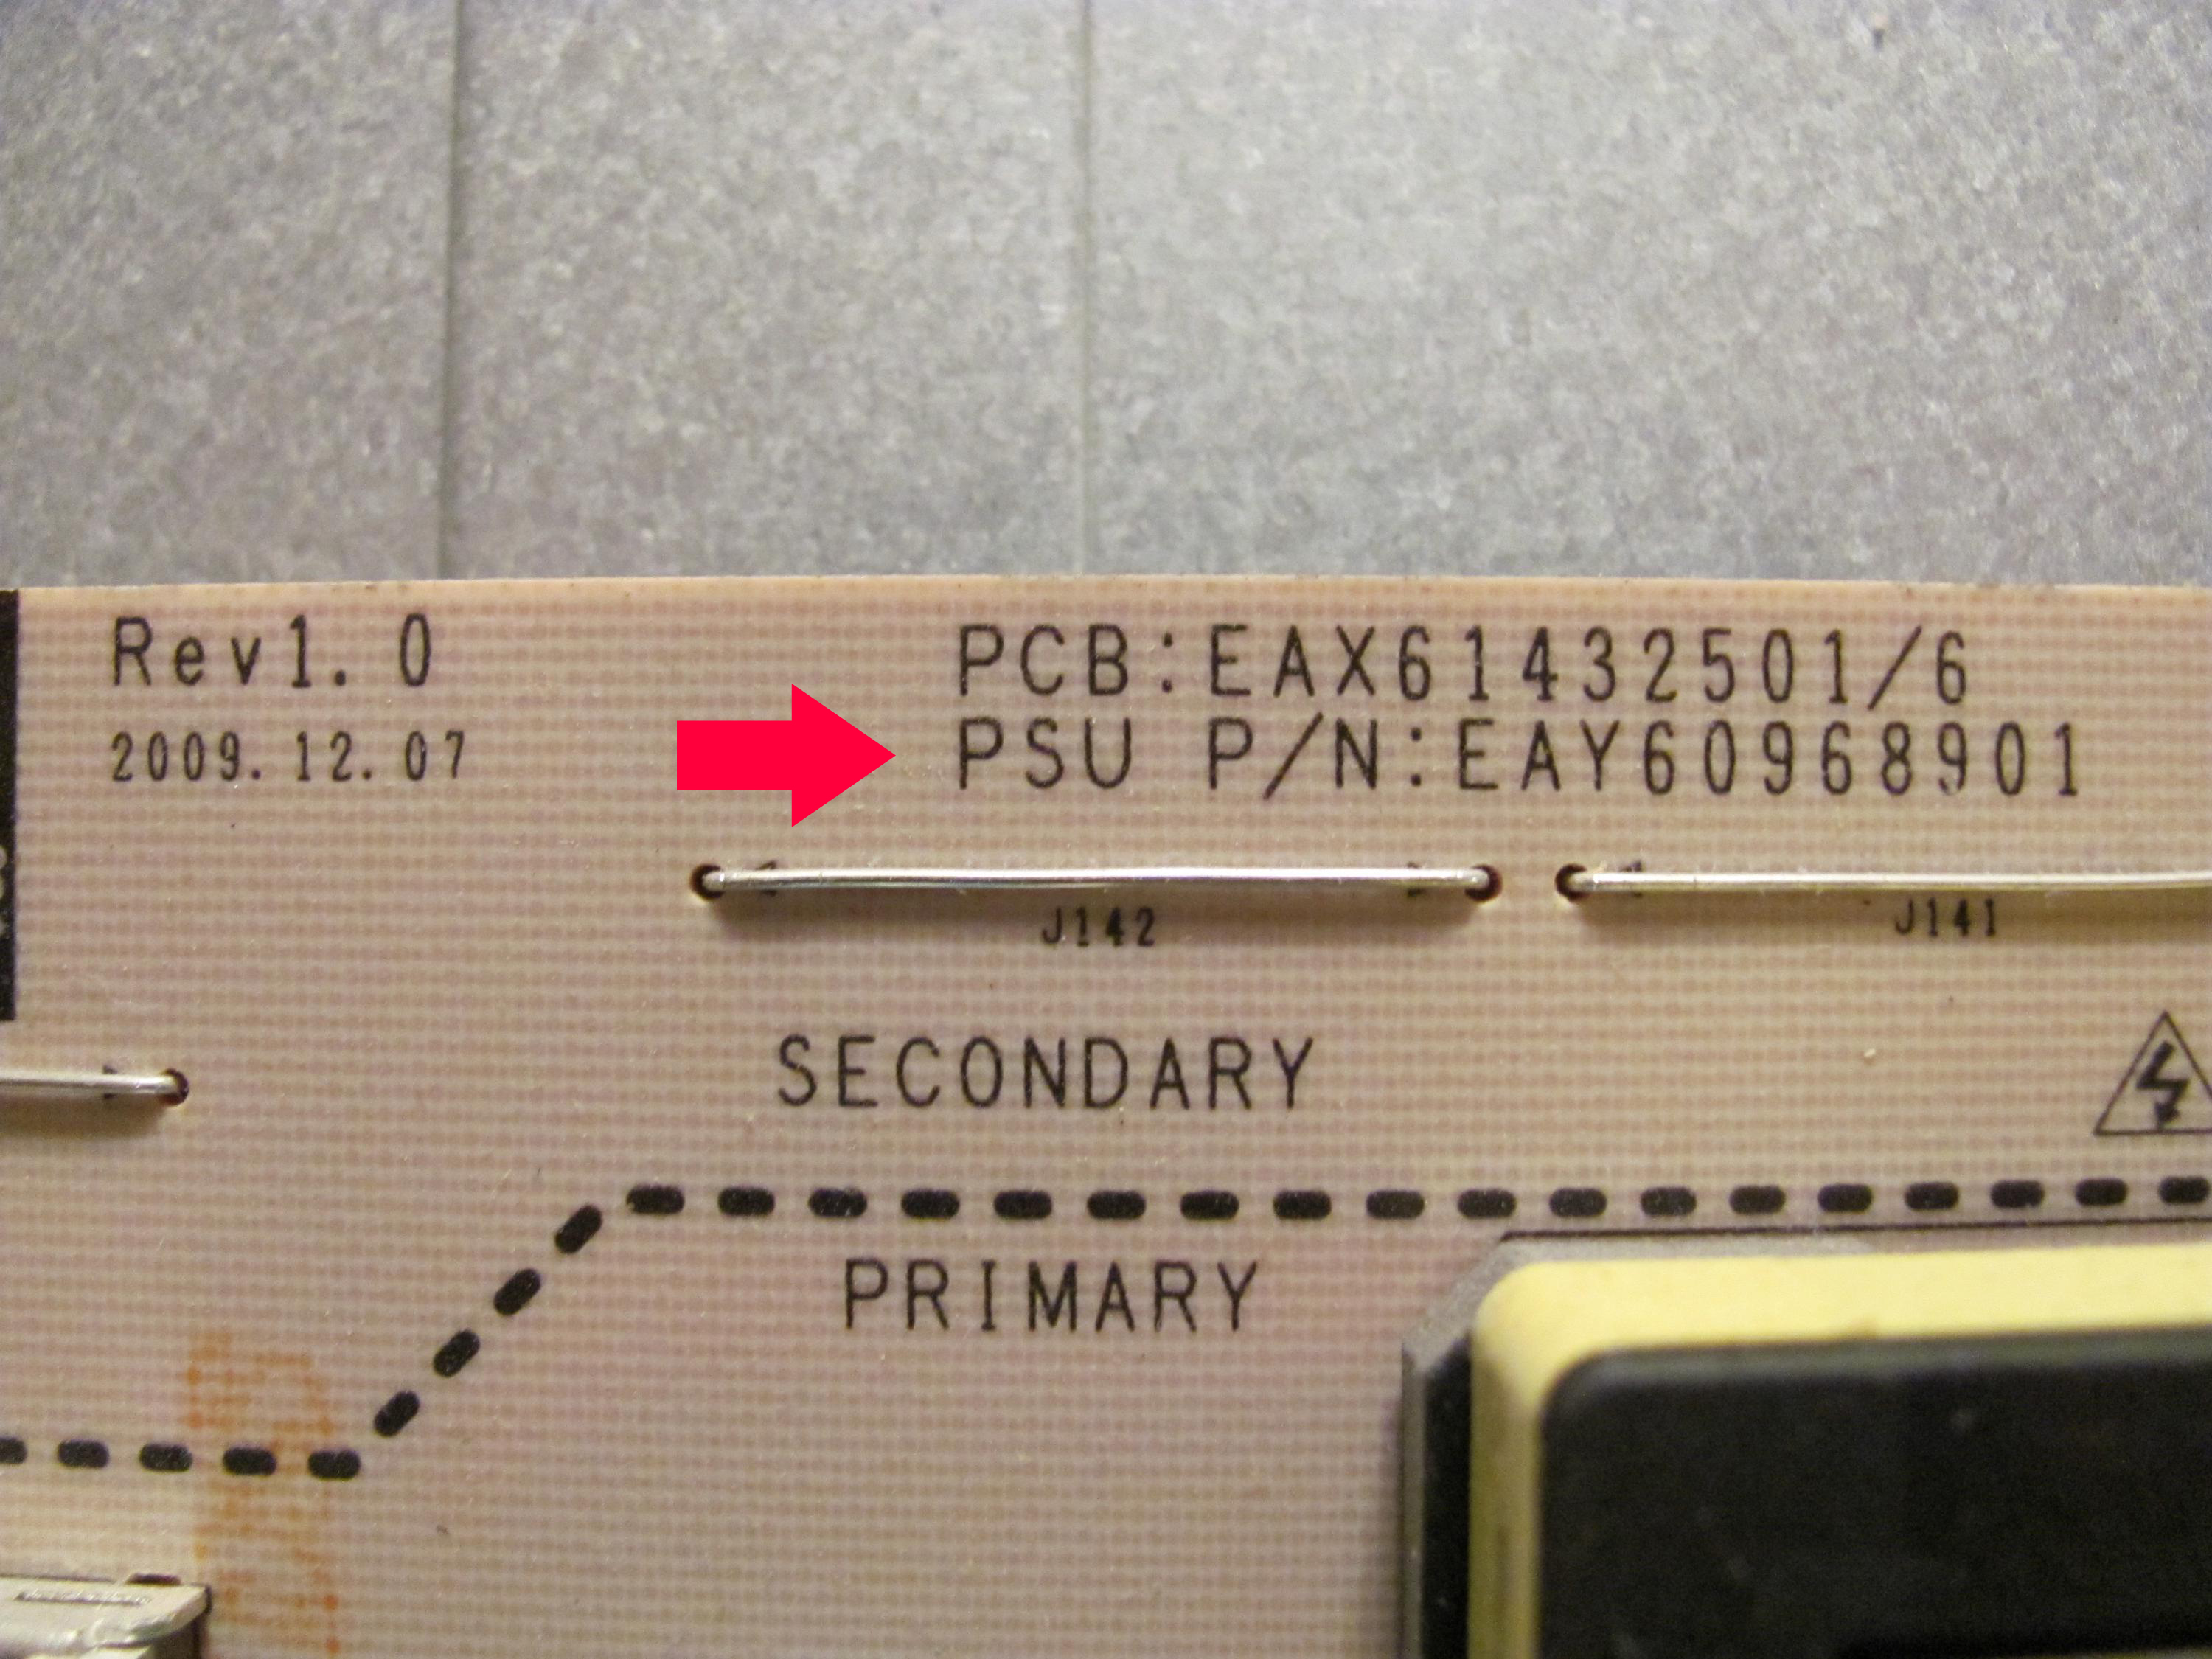 Rev1.0
2009.12.07
PCB:EAX61432501/6
PSU P/N:EAY60968901
J142
J141
SECONDARY
PRIMARY